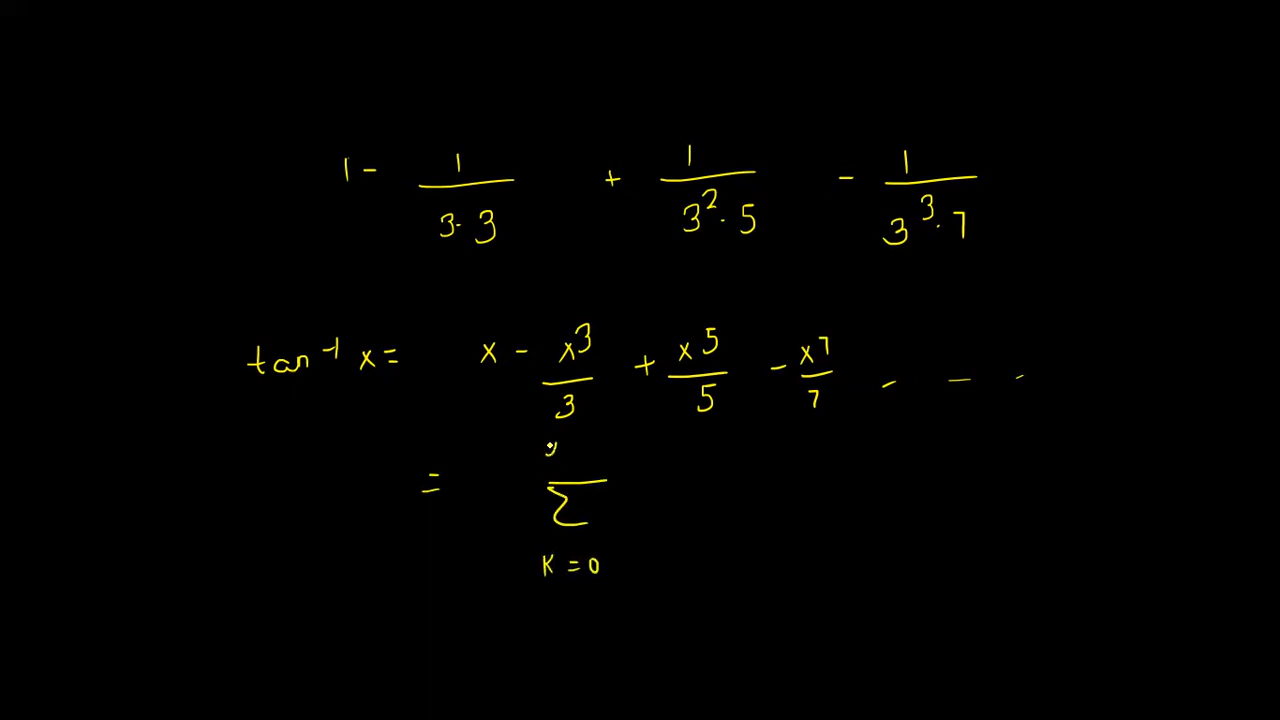 1 - 1/(3·3) + 1/(3²·5) - 1/(3³·7)
tan⁻¹ x = x - x³/3 + x⁵/5 - x⁷/7 - - -
= Σ
K = 0